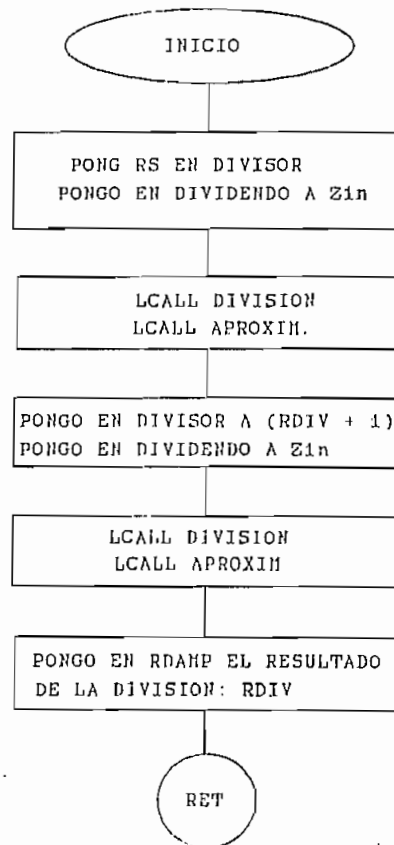 INICIO
PONG RS EN DIVISOR
PONGO EN DIVIDENDO A Zin
LCALL DIVISION
LCALL APROXIM.
PONGO EN DIVISOR A (RDIV + 1)
PONGO EN DIVIDENDO A Zin
LCALL DIVISION
LCALL APROXIM
PONGO EN RDAMP EL RESULTADO
DE LA DIVISION: RDIV
RET